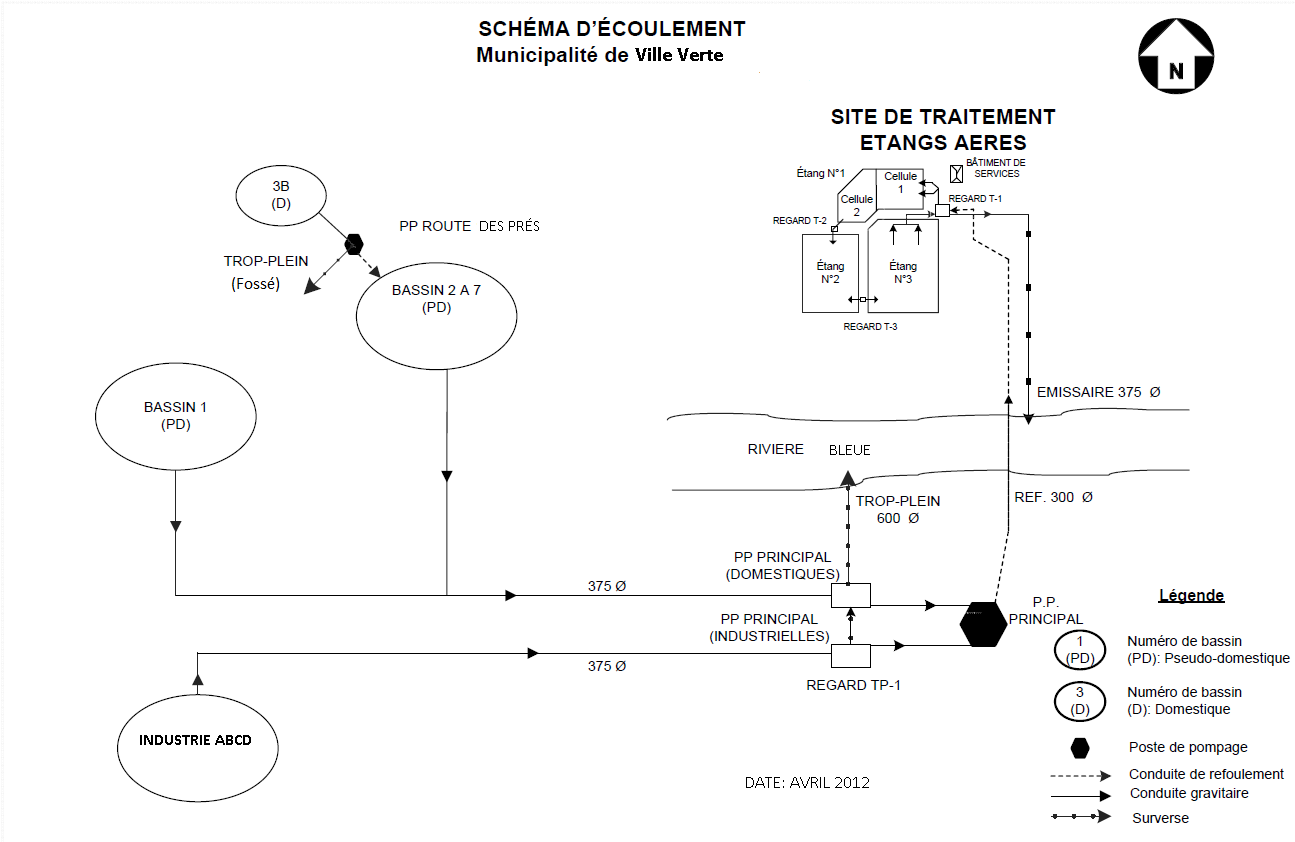 SCHÉMA D'ÉCOULEMENT
Municipalité de Ville Verte
N
SITE DE TRAITEMENT
ETANGS AERES
Étang N°1
Cellule
1
Cellule
2
BÂTIMENT DE
SERVICES
REGARD T-1
REGARD T-2
Étang
N°2
Étang
N°3
REGARD T-3
3B
(D)
PP ROUTE DES PRÉS
TROP-PLEIN
(Fossé)
BASSIN 2 A 7
(PD)
BASSIN 1
(PD)
EMISSAIRE 375 Ø
RIVIERE BLEUE
TROP-PLEIN
600 Ø
REF. 300 Ø
PP PRINCIPAL
(DOMESTIQUES)
375 Ø
PP PRINCIPAL
(INDUSTRIELLES)
P.P.
PRINCIPAL
375 Ø
REGARD TP-1
INDUSTRIE ABCD
DATE: AVRIL 2012
Légende
1
(PD)
Numéro de bassin
(PD): Pseudo-domestique
3
(D)
Numéro de bassin
(D): Domestique
Poste de pompage
Conduite de refoulement
Conduite gravitaire
Surverse